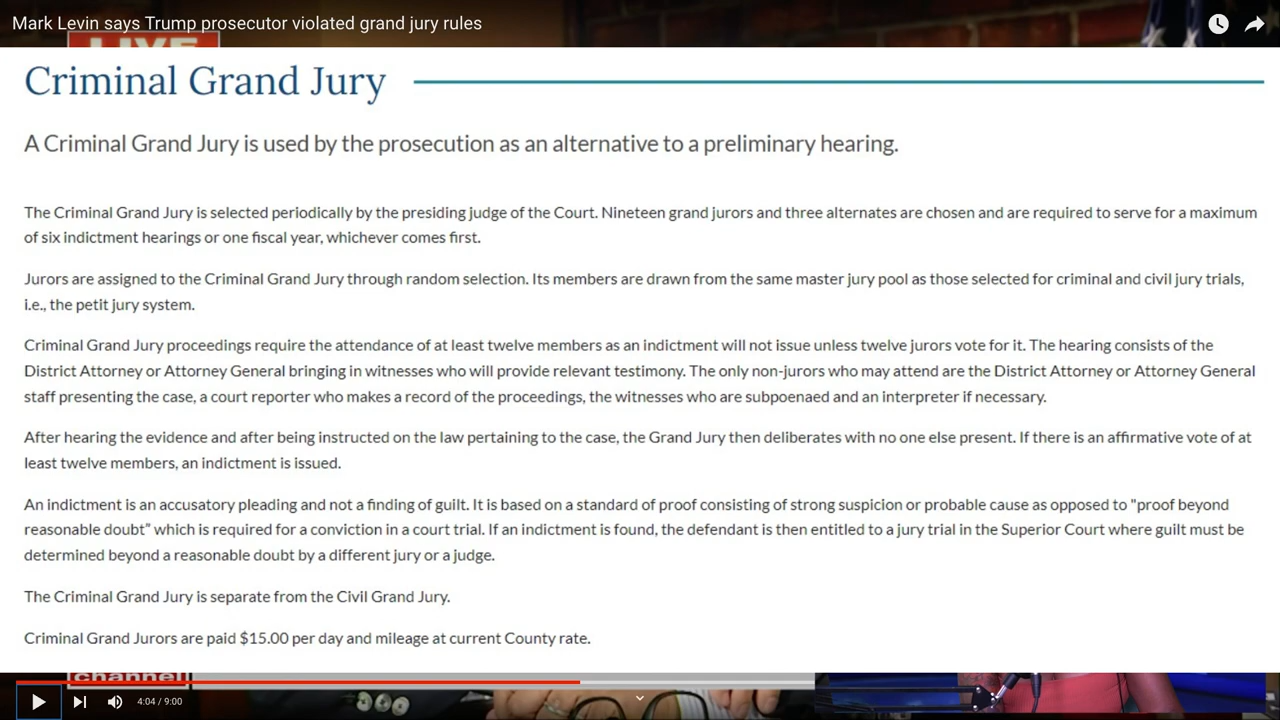 Mark Levin says Trump prosecutor violated grand jury rules
LIVE
Criminal Grand Jury
A Criminal Grand Jury is used by the prosecution as an alternative to a preliminary hearing.
The Criminal Grand Jury is selected periodically by the presiding judge of the Court. Nineteen grand jurors and three alternates are chosen and are required to serve for a maximum
of six indictment hearings or one fiscal year, whichever comes first.
Jurors are assigned to the Criminal Grand Jury through random selection. Its members are drawn from the same master jury pool as those selected for criminal and civil jury trials,
i.e., the petit jury system.
Criminal Grand Jury proceedings require the attendance of at least twelve members as an indictment will not issue unless twelve jurors vote for it. The hearing consists of the
District Attorney or Attorney General bringing in witnesses who will provide relevant testimony. The only non-jurors who may attend are the District Attorney or Attorney General
staff presenting the case, a court reporter who makes a record of the proceedings, the witnesses who are subpoenaed and an interpreter if necessary.
After hearing the evidence and after being instructed on the law pertaining to the case, the Grand Jury then deliberates with no one else present. If there is an affirmative vote of at
least twelve members, an indictment is issued.
An indictment is an accusatory pleading and not a finding of guilt. It is based on a standard of proof consisting of strong suspicion or probable cause as opposed to "proof beyond
reasonable doubt” which is required for a conviction in a court trial. If an indictment is found, the defendant is then entitled to a jury trial in the Superior Court where guilt must be
determined beyond a reasonable doubt by a different jury or a judge.
The Criminal Grand Jury is separate from the Civil Grand Jury.
Criminal Grand Jurors are paid $15.00 per day and mileage at current County rate.
channel
4:04 / 9:00